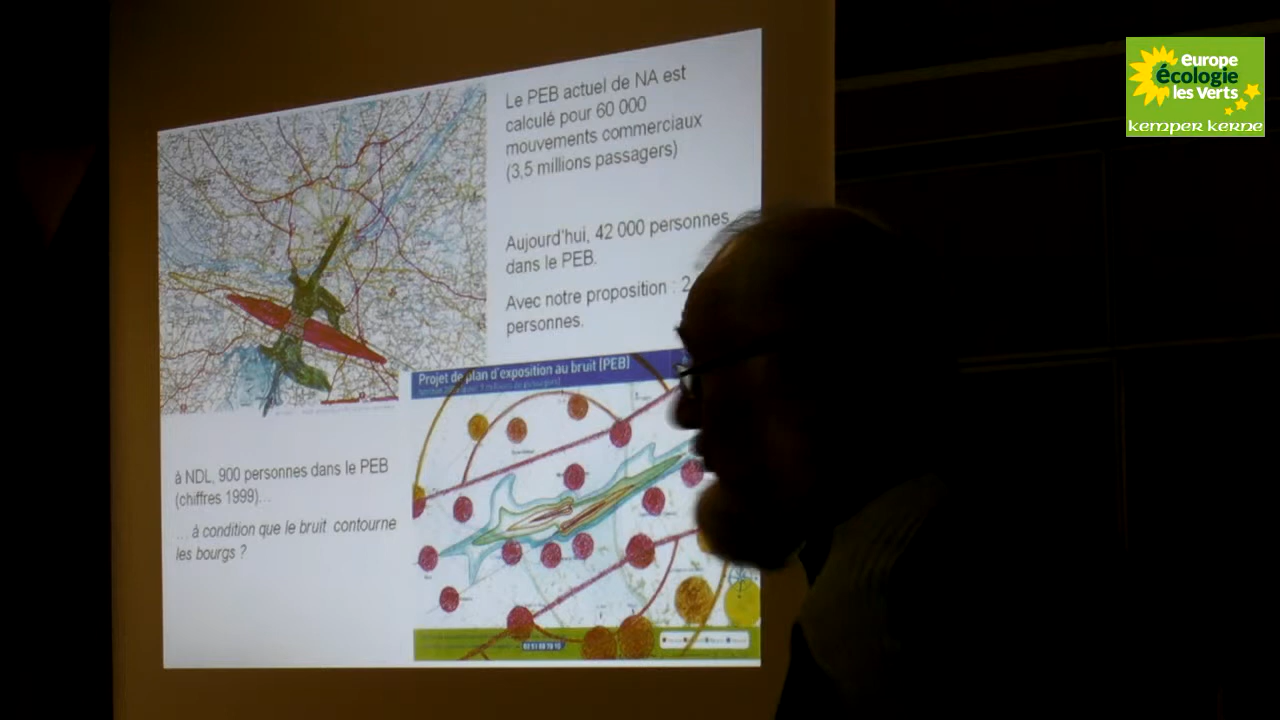 Le PEB actuel de NA est
calculé pour 60 000
mouvements commerciaux
(3,5 millions passagers)
Aujourd'hui, 42 000 personnes
dans le PEB.
Avec notre proposition : 2
personnes.
Projet de plan d'exposition au bruit (PEB)
à NDL, 900 personnes dans le PEB
(chiffres 1999)…
… à condition que le bruit contourne
les bourgs ?
europe
écologie
les Verts
kemper kerne